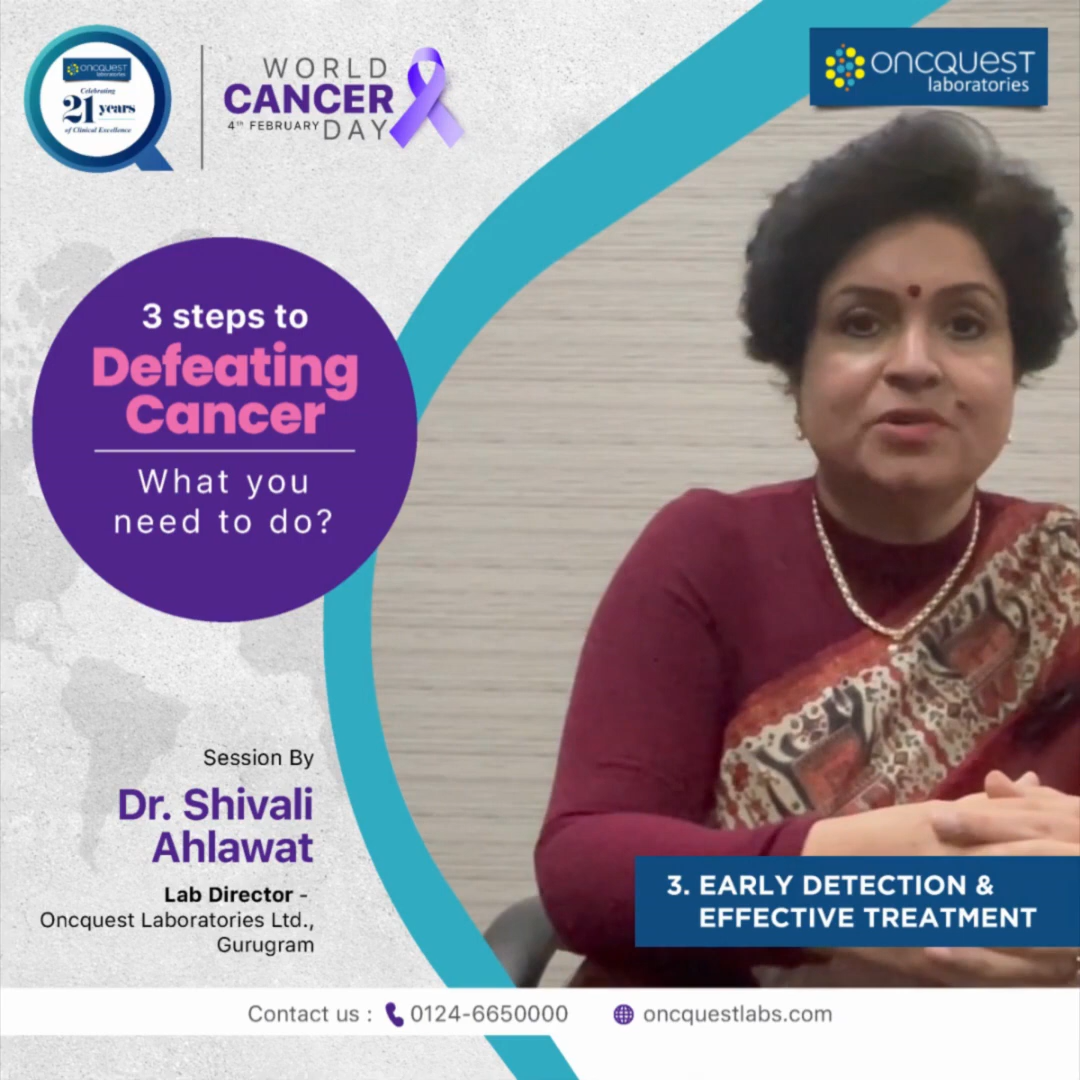 oncquest
laboratories
Celebrating
21 years
of Clinical Excellence
WORLD
CANCER
4th FEBRUARY DAY
oncquest
laboratories
3 steps to
Defeating
Cancer
What you
need to do?
Session By
Dr. Shivali
Ahlawat
Lab Director -
Oncquest Laboratories Ltd.,
Gurugram
3. EARLY DETECTION &
EFFECTIVE TREATMENT
Contact us : 0124-6650000 oncquestlabs.com